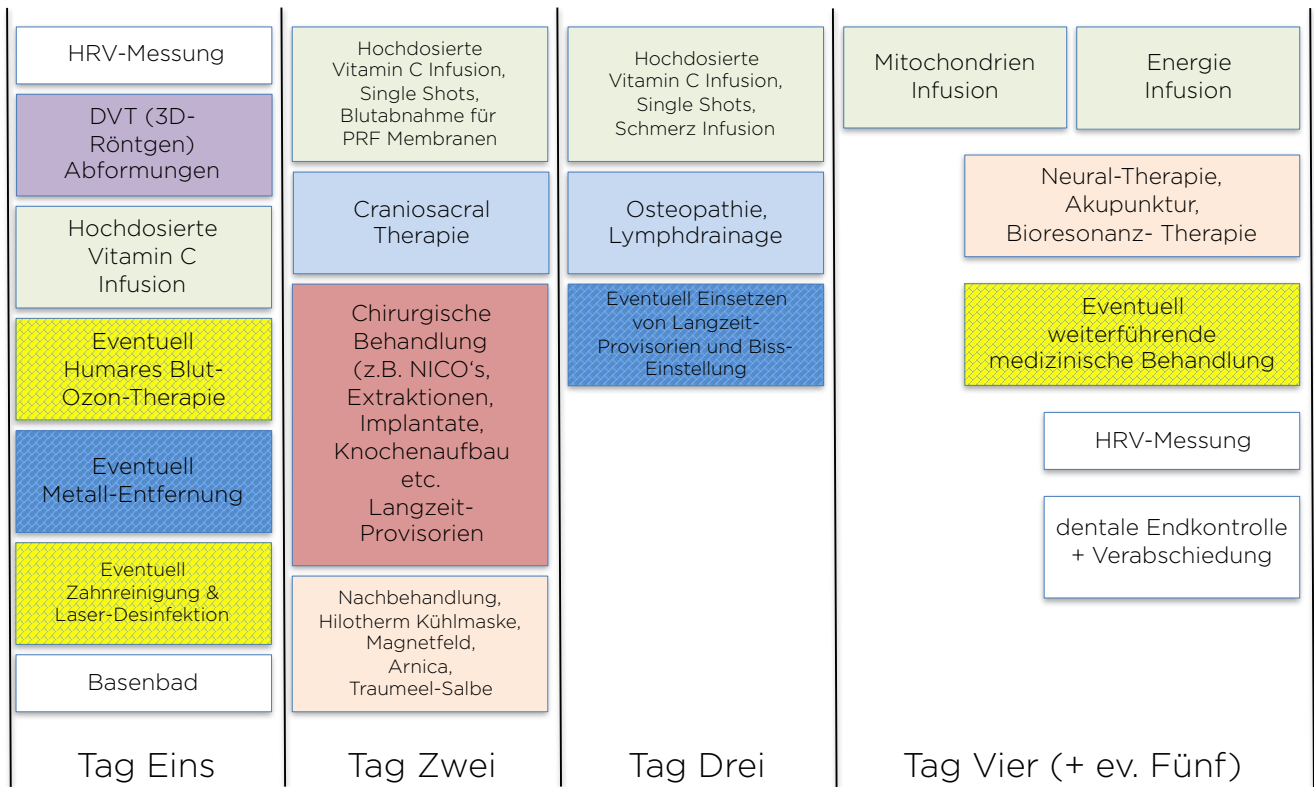 HRV-Messung
DVT (3D-
Röntgen)
Abformungen
Hochdosierte
Vitamin C
Infusion
Eventuell
Humares Blut-
Ozon-Therapie
Eventuell
Metall-Entfernung
Eventuell
Zahnreinigung &
Laser-Desinfektion
Basenbad
Tag Eins
Hochdosierte
Vitamin C Infusion,
Single Shots,
Blutabnahme für
PRF Membranen
Craniosacral
Therapie
Chirurgische
Behandlung
(z.B. NICO‘s,
Extraktionen,
Implantate,
Knochenaufbau
etc.
Langzeit-
Provisorien
Nachbehandlung,
Hilotherm Kühlmaske,
Magnetfeld,
Arnica,
Traumeel-Salbe
Tag Zwei
Hochdosierte
Vitamin C Infusion,
Single Shots,
Schmerz Infusion
Osteopathie,
Lymphdrainage
Eventuell Einsetzen
von Langzeit-
Provisorien und Biss-
Einstellung
Tag Drei
Mitochondrien
Infusion
Energie
Infusion
Neural-Therapie,
Akupunktur,
Bioresonanz- Therapie
Eventuell
weiterführende
medizinische Behandlung
HRV-Messung
dentale Endkontrolle
+ Verabschiedung
Tag Vier (+ ev. Fünf)